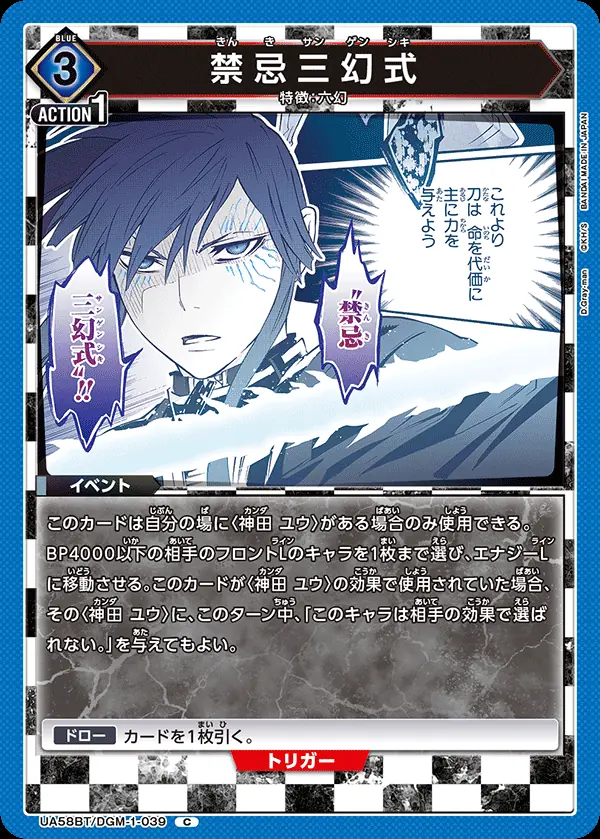 BLUE
3
ACTION 1
禁忌三幻式
きんきサンゲンシキ
特徴:六幻
これより
刀は 命を代価に
主に力を
与えよう
"禁忌
三幻式"!!
イベント
このカードは自分の場に〈神田 ユウ〉がある場合のみ使用できる。
BP4000以下の相手のフロントLのキャラを1枚まで選び、エナジーL
に移動させる。このカードが〈神田 ユウ〉の効果で使用されていた場合、
その〈神田 ユウ〉に、このターン中、「このキャラは相手の効果で選ば
れない。」を与えてもよい。
ドロー カードを1枚引く。
トリガー
UA58BT/DGM-1-039 C
D.Gray-man ©KH/S BANDAI MADE IN JAPAN